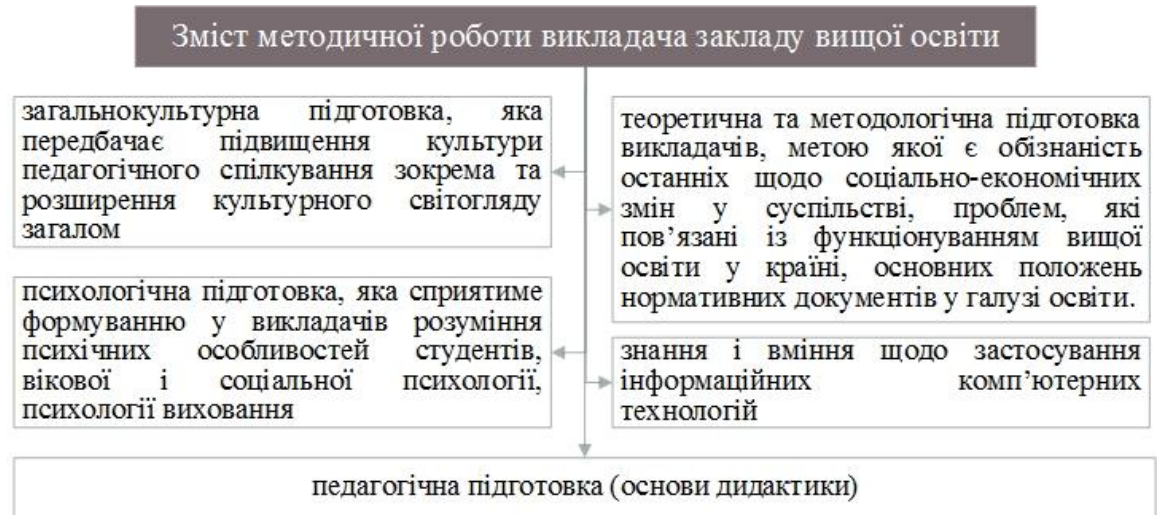 Зміст методичної роботи викладача закладу вищої освіти
загальнокультурна підготовка, яка
передбачає підвищення культури
педагогічного спілкування зокрема та
розширення культурного світогляду
загалом
психологічна підготовка, яка сприятиме
формуванню у викладачів розуміння
психічних особливостей студентів,
вікової і соціальної психології,
психології виховання
теоретична та методологічна підготовка
викладачів, метою якої є обізнаність
останніх щодо соціально-економічних
змін у суспільстві, проблем, які
пов’язані із функціонуванням вищої
освіти у країні, основних положень
нормативних документів у галузі освіти.
знання і вміння щодо застосування
інформаційних комп’ютерних
технологій
педагогічна підготовка (основи дидактики)